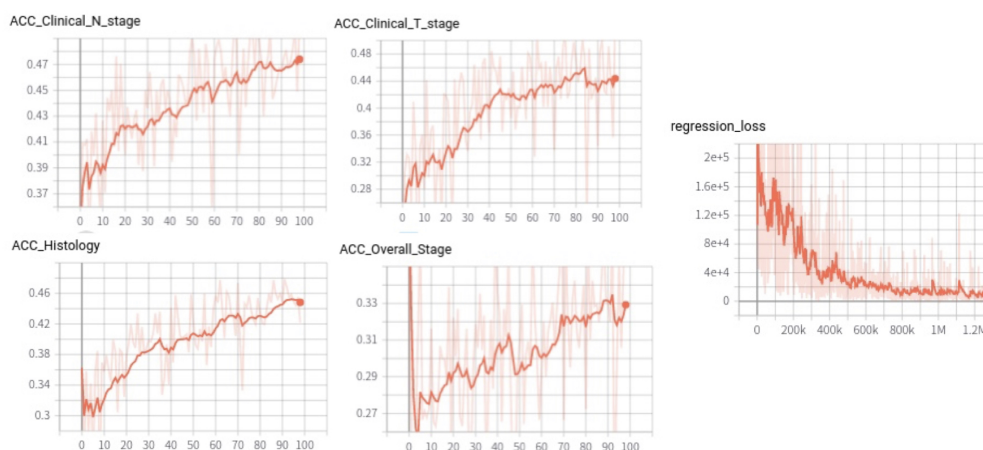 ACC_Clinical_N_stage
0.47
0.45
0.43
0.41
0.39
0.37
0 10 20 30 40 50 60 70 80 90 100
ACC_Clinical_T_stage
0.48
0.44
0.4
0.36
0.32
0.28
0 10 20 30 40 50 60 70 80 90 100
ACC_Histology
0.46
0.42
0.38
0.34
0.3
0 10 20 30 40 50 60 70 80 90 100
ACC_Overall_Stage
0.33
0.31
0.29
0.27
0 10 20 30 40 50 60 70 80 90 100
regression_loss
2e+5
1.6e+5
1.2e+5
8e+4
4e+4
0
0 200k 400k 600k 800k 1M 1.2M